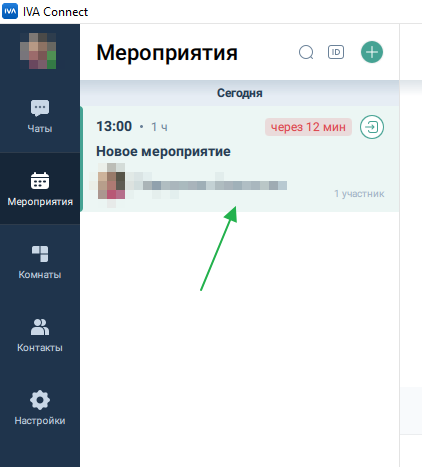 IVA IVA Connect
Мероприятия
ID
Сегодня
13:00 • 1 ч
через 12 мин
Новое мероприятие
1 участник
Чаты
Мероприятия
Комнаты
Контакты
Настройки